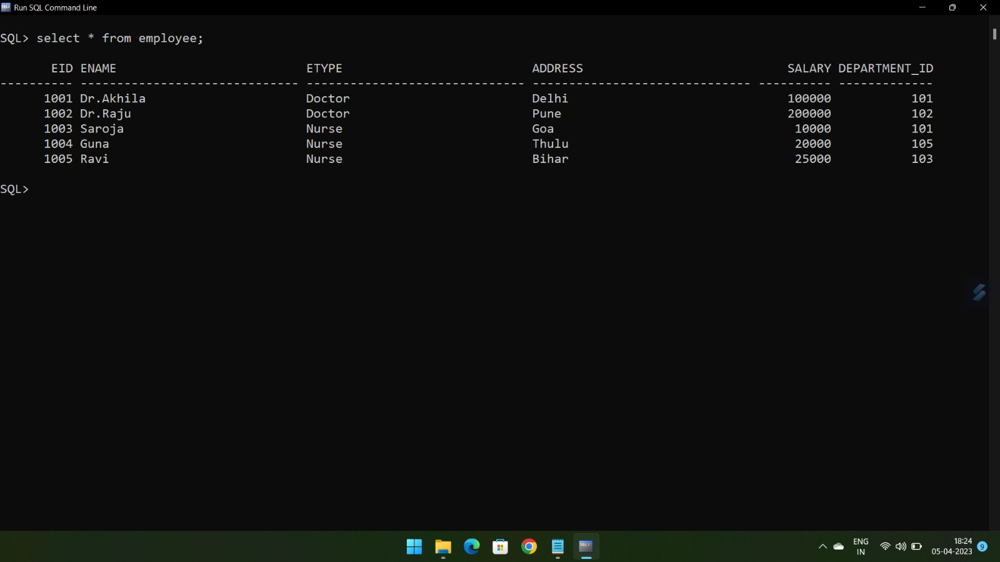 Run SQL Command Line
SQL> select * from employee;
EID ENAME ETYPE ADDRESS SALARY DEPARTMENT_ID
---------- ------------------------------ ------------------------------ ------------------------------ ---------- -------------
1001 Dr.Akhila Doctor Delhi 100000 101
1002 Dr.Raju Doctor Pune 200000 102
1003 Saroja Nurse Goa 10000 101
1004 Guna Nurse Thulu 20000 105
1005 Ravi Nurse Bihar 25000 103
SQL>
ENG
IN
18:24
05-04-2023
9